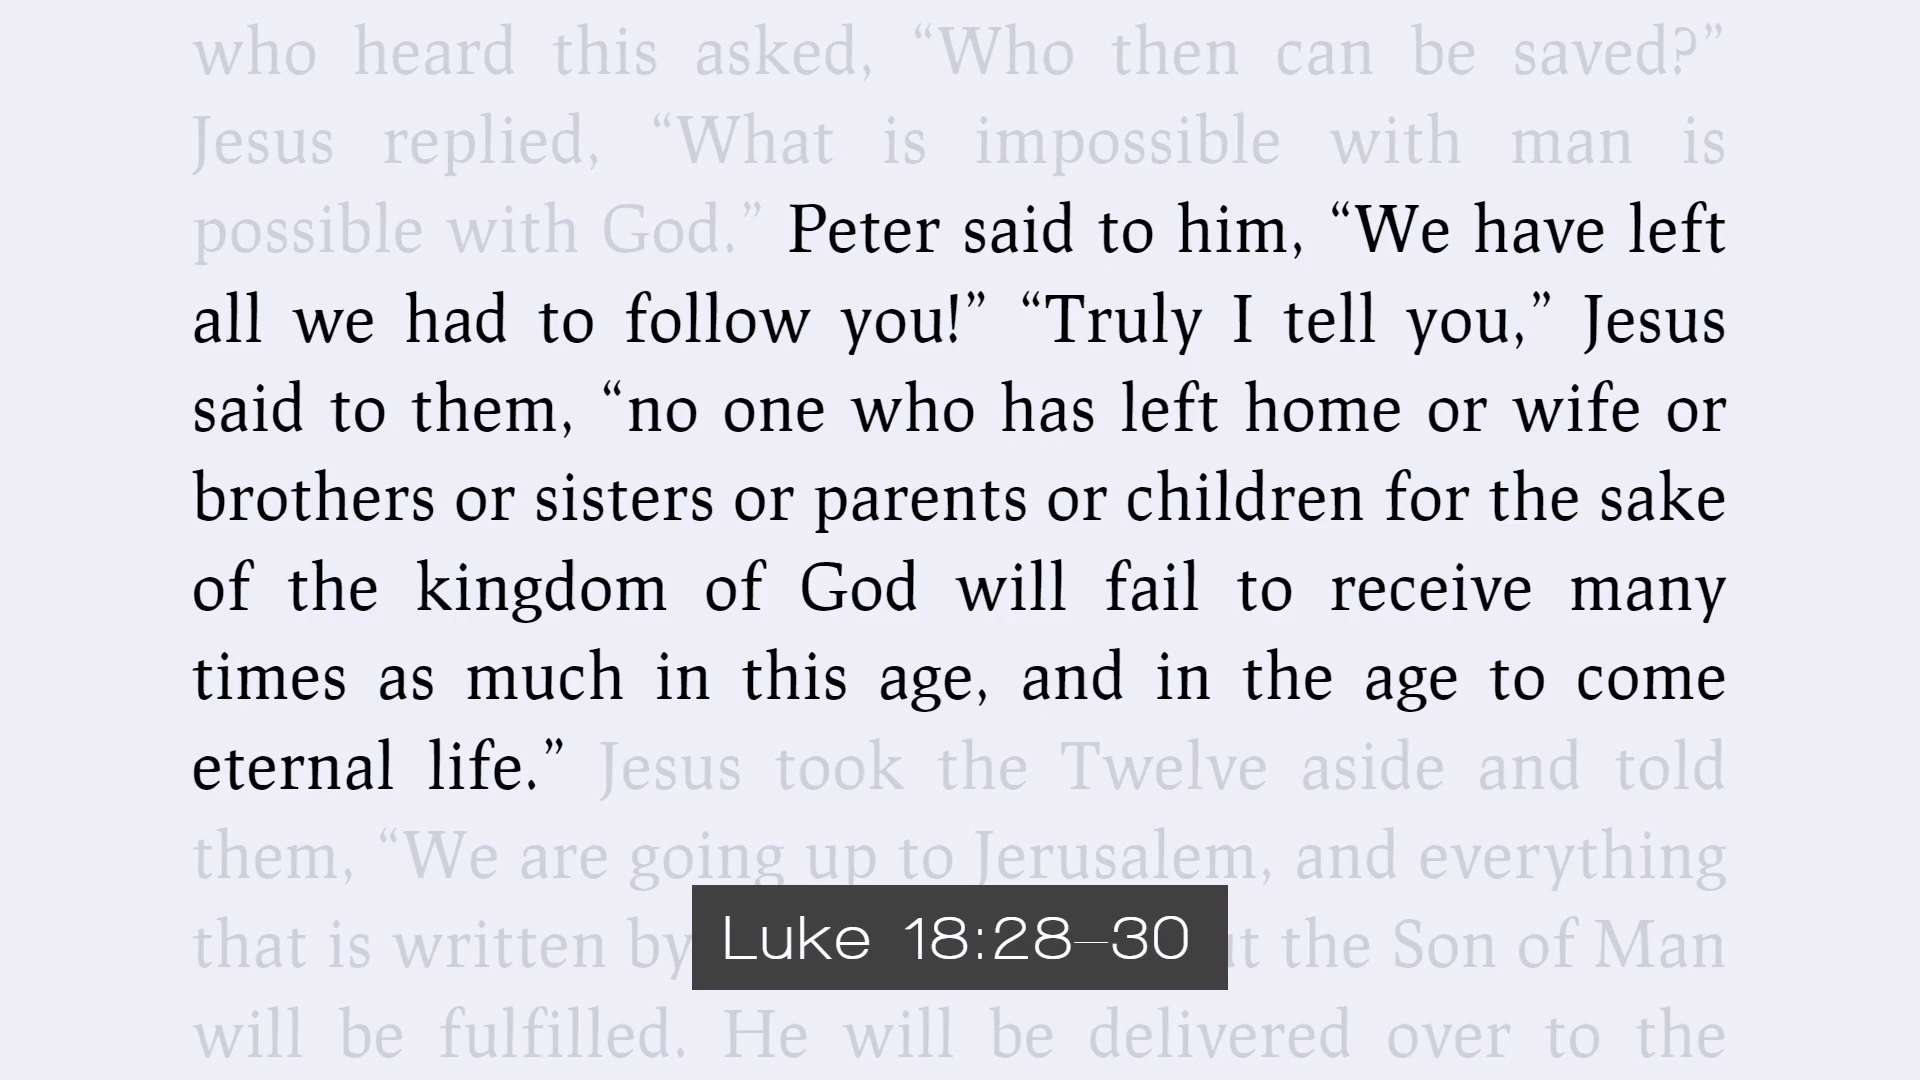 who heard this asked, “Who then can be saved?”
Jesus replied, “What is impossible with man is
possible with God.” Peter said to him, “We have left
all we had to follow you!” “Truly I tell you,” Jesus
said to them, “no one who has left home or wife or
brothers or sisters or parents or children for the sake
of the kingdom of God will fail to receive many
times as much in this age, and in the age to come
eternal life.” Jesus took the Twelve aside and told
them, “We are going up to Jerusalem, and everything
that is written by the Son of Man
Luke 18:28–30
will be fulfilled. He will be delivered over to the